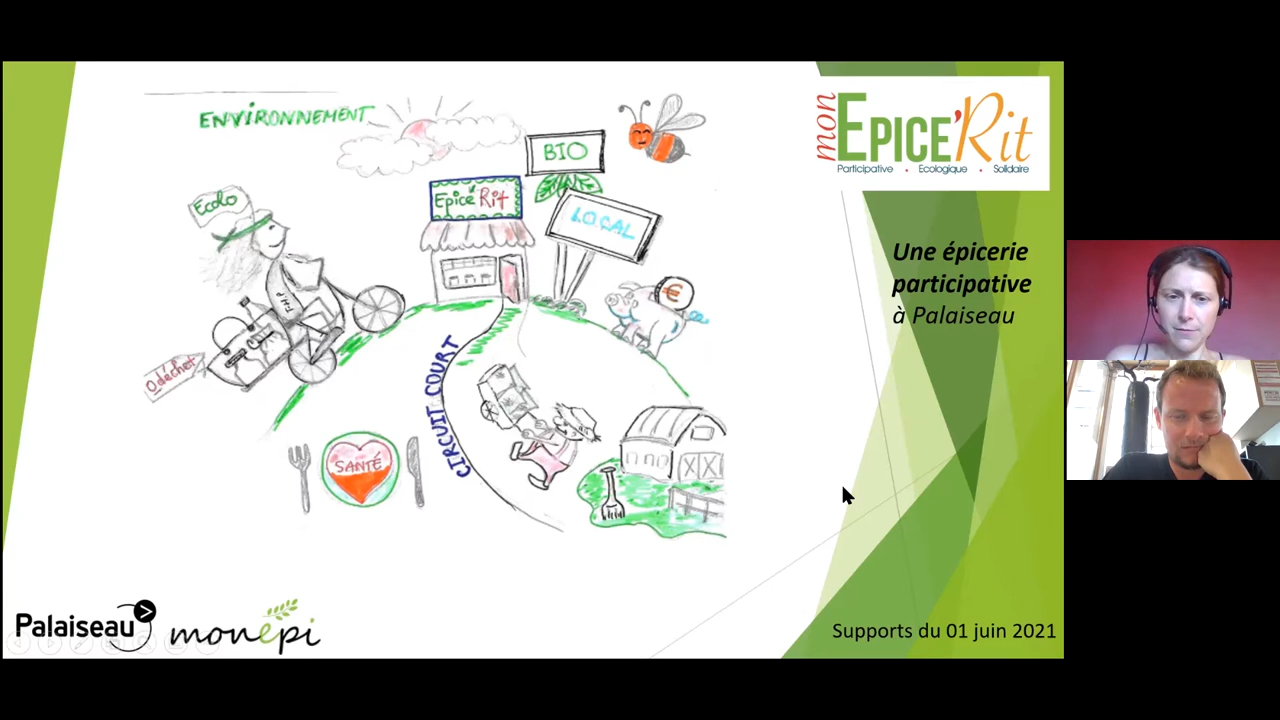 ENVIRONNEMENT
BIO
Ecolo
Epice'Rit
LOCAL
€
0 déchet
CIRCUIT COURT
SANTÉ
mon
EPICE'Rit
Participative • Ecologique • Solidaire
Une épicerie
participative
à Palaiseau
Palaiseau
monepi
Supports du 01 juin 2021